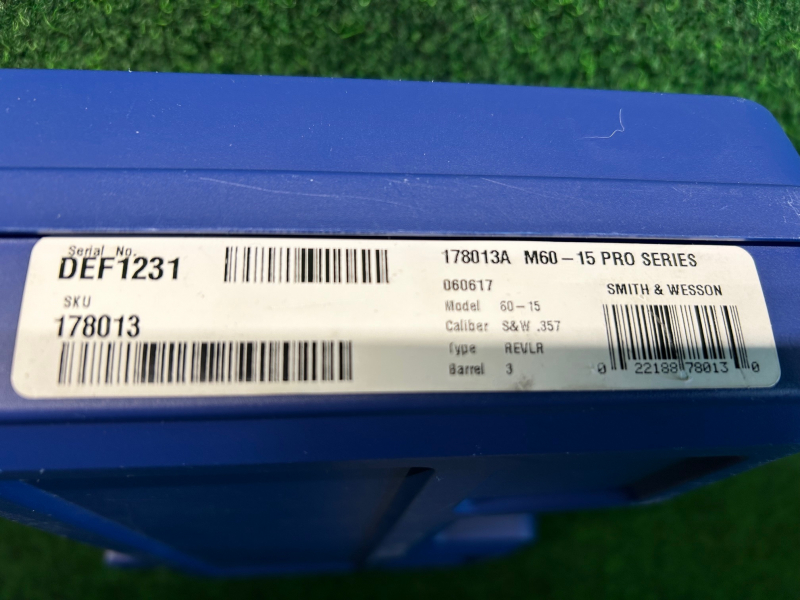 Serial No.
DEF1231
SKU
178013
178013A M60-15 PRO SERIES
060617
Model 60-15
Caliber S&W .357
Type REVLR
Barrel 3
SMITH & WESSON
0 22188 78013 0